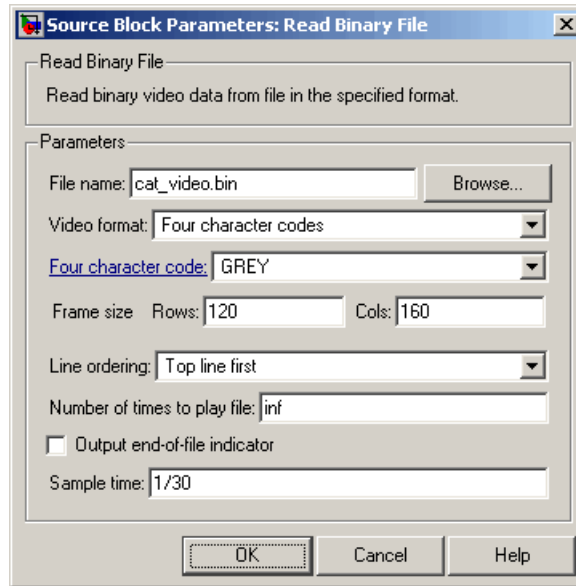 Source Block Parameters: Read Binary File
Read Binary File
Read binary video data from file in the specified format.
Parameters
File name: cat_video.bin Browse...
Video format: Four character codes
Four character code: GREY
Frame size Rows: 120 Cols: 160
Line ordering: Top line first
Number of times to play file: inf
Output end-of-file indicator
Sample time: 1/30
OK Cancel Help